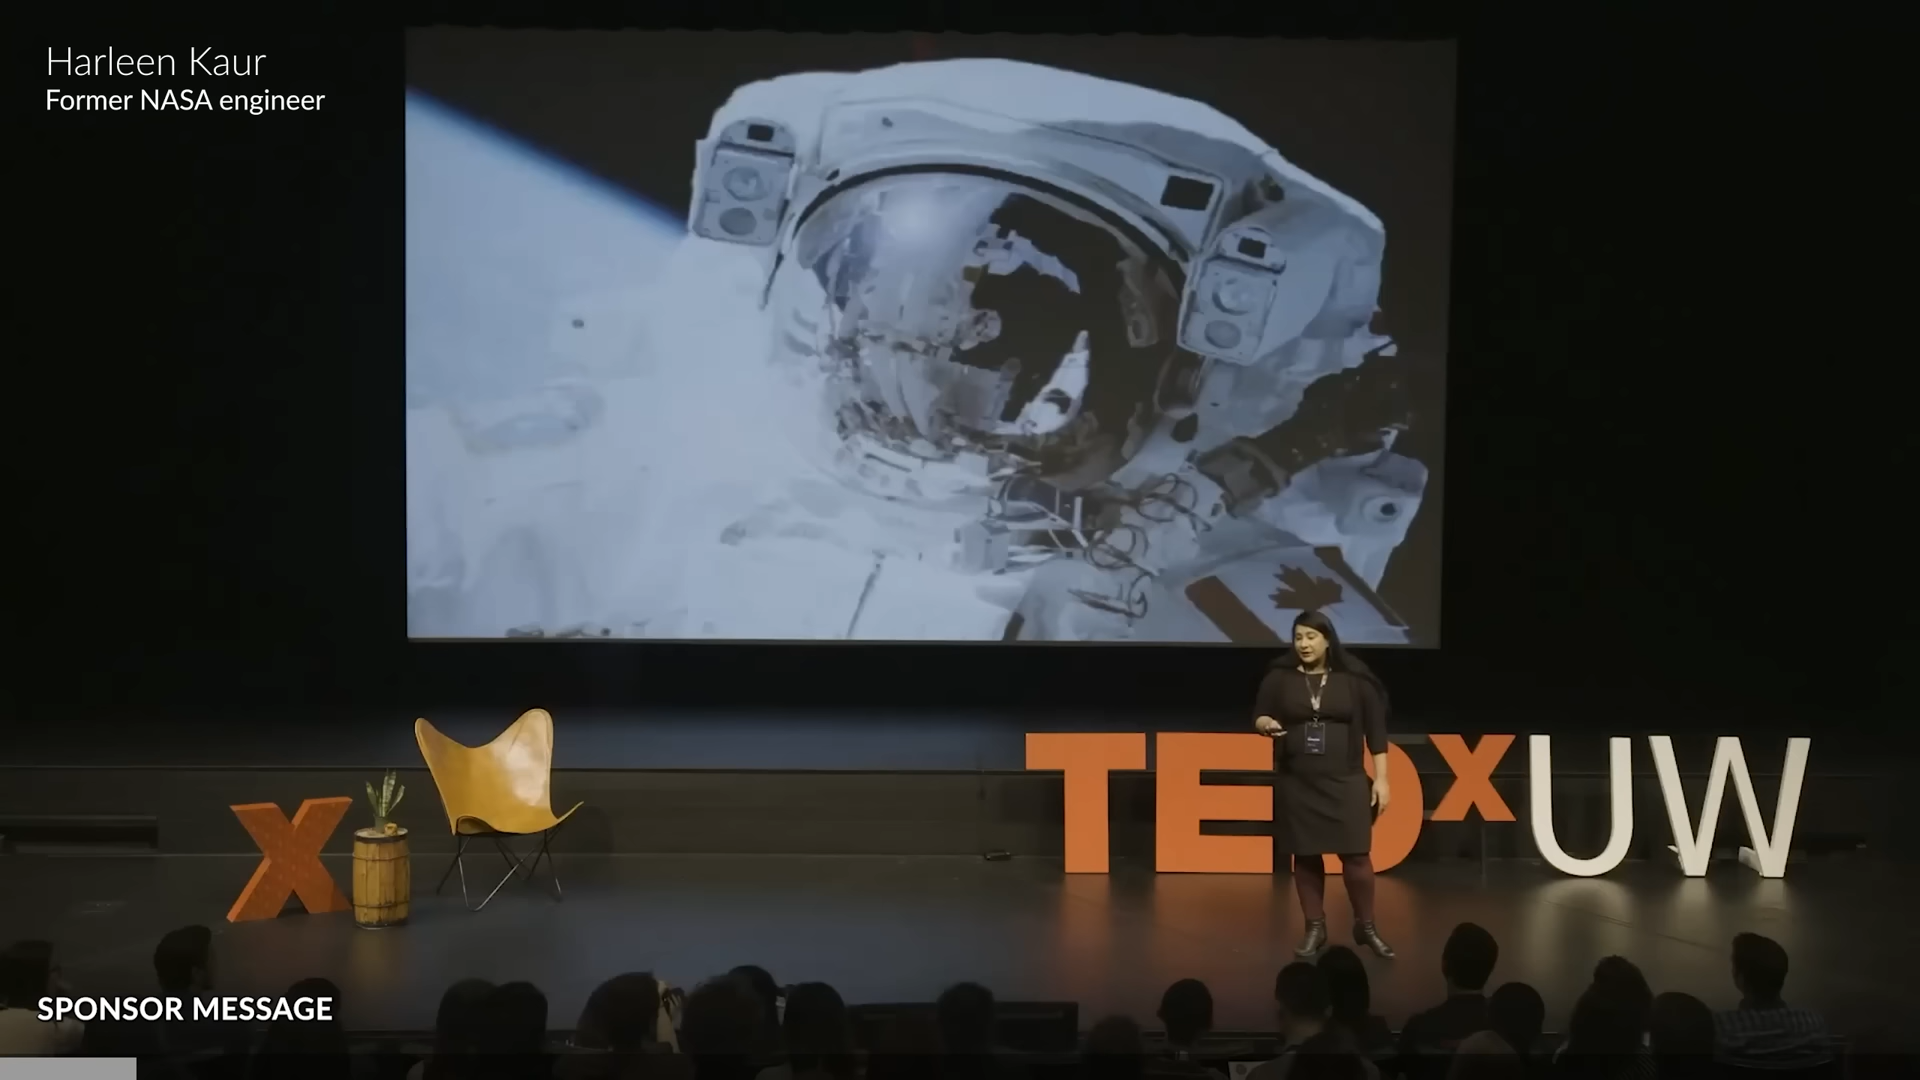 Harleen Kaur
Former NASA engineer
X
TEDxUW
SPONSOR MESSAGE